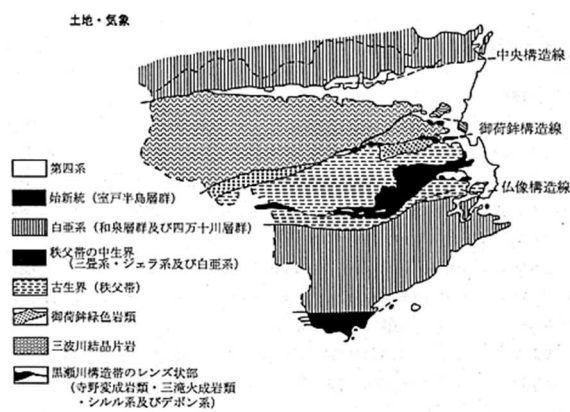 土地・気象
中央構造線
御荷鉾構造線
仏像構造線
第四系
始新統（室戸半島層群）
白亜系（和泉層群及び四万十川層群）
秩父帯の中生界
（三畳系・ジェラ系及び白亜系）
古生界（秩父帯）
御荷鉾緑色岩類
三波川結晶片岩
黒瀬川構造帯のレンズ状部
（寺野変成岩類・三滝火成岩類
・シルル系及びデボン系）